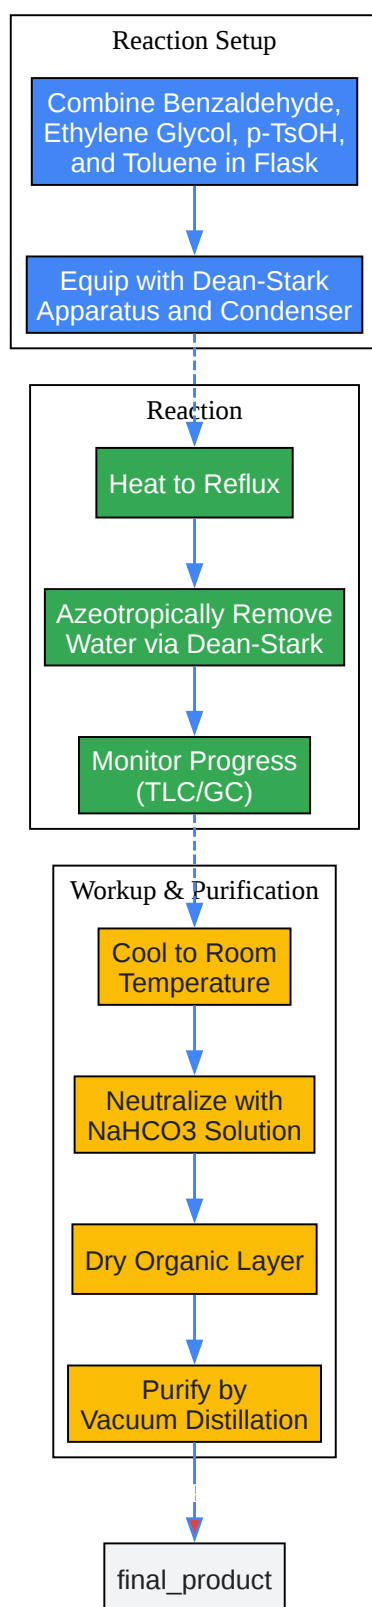 Reaction Setup
Combine Benzaldehyde,
Ethylene Glycol, p-TsOH,
and Toluene in Flask
Equip with Dean-Stark
Apparatus and Condenser
Reaction
Heat to Reflux
Azeotropically Remove
Water via Dean-Stark
Monitor Progress
(TLC/GC)
Workup & Purification
Cool to Room
Temperature
Neutralize with
NaHCO3 Solution
Dry Organic Layer
Purify by
Vacuum Distillation
final_product